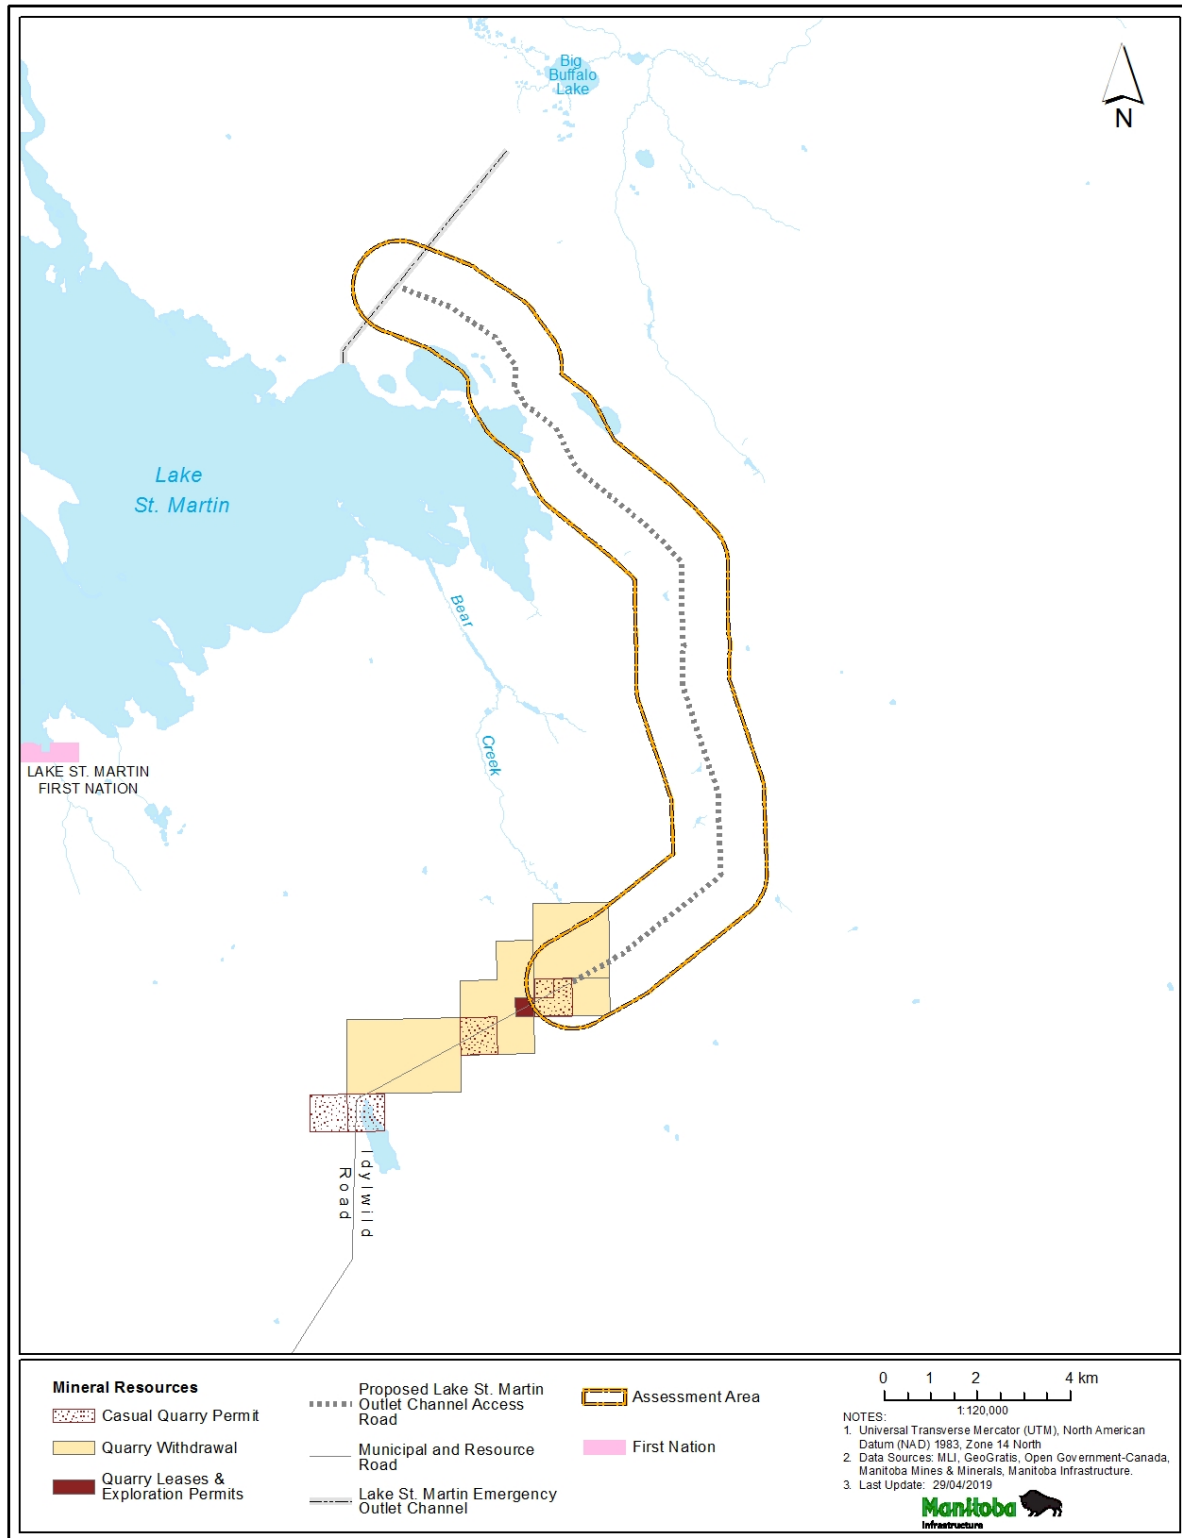 Big
Buffalo
Lake
N
Lake
St. Martin
Bear
Creek
LAKE ST. MARTIN
FIRST NATION
Idylwild
Road
Mineral Resources
Casual Quarry Permit
Quarry Withdrawal
Quarry Leases &
Exploration Permits
Proposed Lake St. Martin
Outlet Channel Access
Road
Municipal and Resource
Road
Lake St. Martin Emergency
Outlet Channel
Assessment Area
First Nation
0 1 2 4 km
1:120,000
NOTES:
1. Universal Transverse Mercator (UTM), North American
Datum (NAD) 1983, Zone 14 North
2. Data Sources: MLI, GeoGratis, Open Government-Canada,
Manitoba Mines & Minerals, Manitoba Infrastructure.
3. Last Update: 29/04/2019
Manitoba
Infrastructure